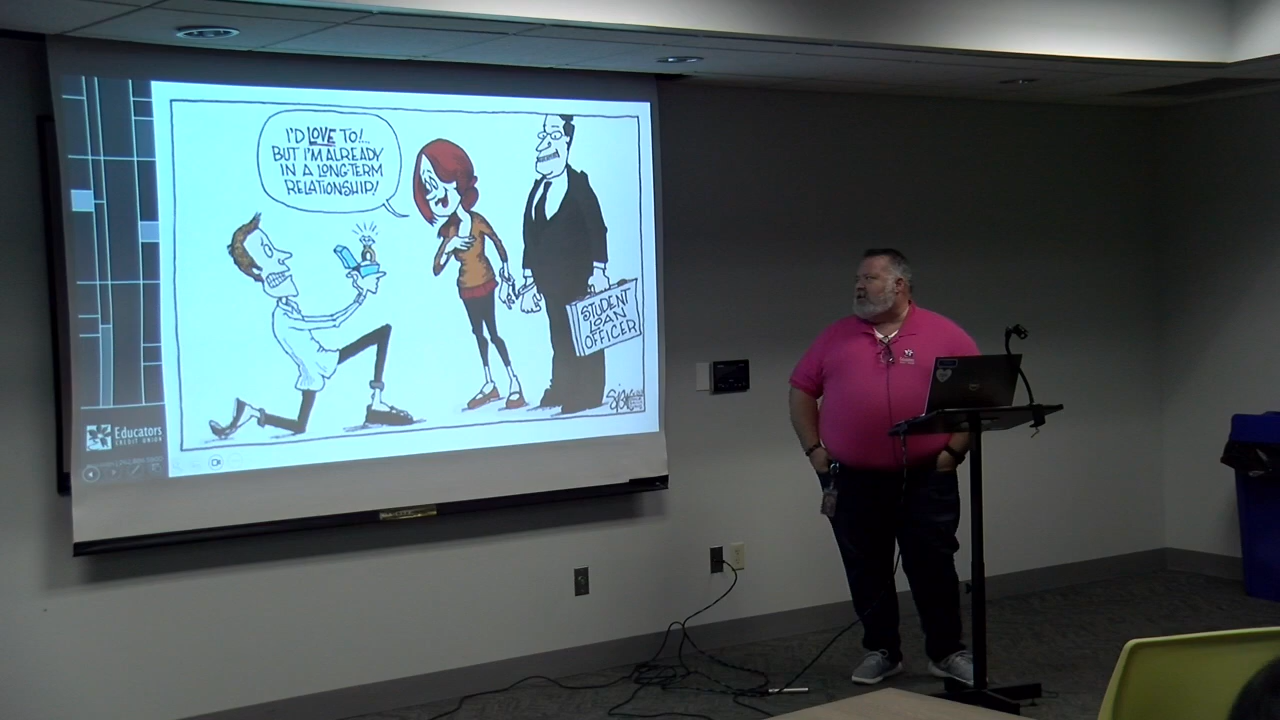 I'D LOVE TO!...
BUT I'M ALREADY
IN A LONG-TERM
RELATIONSHIP!
STUDENT
LOAN
OFFICER
Educators
CREDIT UNION